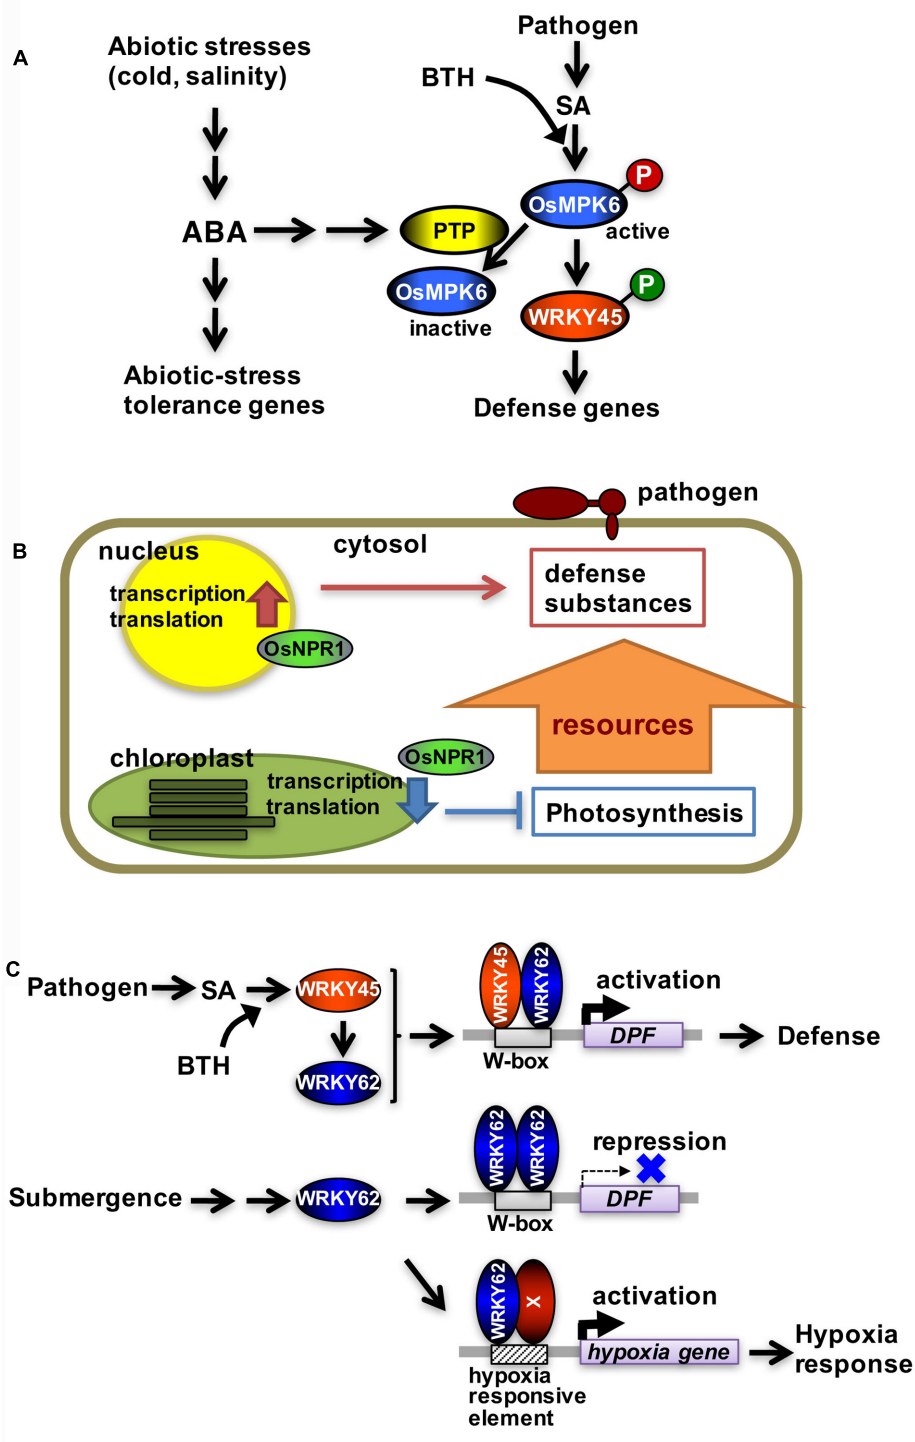 A
Abiotic stresses
(cold, salinity)
ABA
Abiotic-stress
tolerance genes
Pathogen
BTH
SA
P
OsMPK6
active
PTP
OsMPK6
inactive
P
WRKY45
Defense genes
B
pathogen
nucleus
cytosol
transcription
translation
OsNPR1
defense
substances
resources
chloroplast
OsNPR1
transcription
translation
Photosynthesis
C
Pathogen
SA
BTH
WRKY45
WRKY62
WRKY45
WRKY62
W-box
activation
DPF
Defense
Submergence
WRKY62
WRKY62
WRKY62
W-box
repression
DPF
WRKY62
X
hypoxia
responsive
element
activation
hypoxia gene
Hypoxia
response